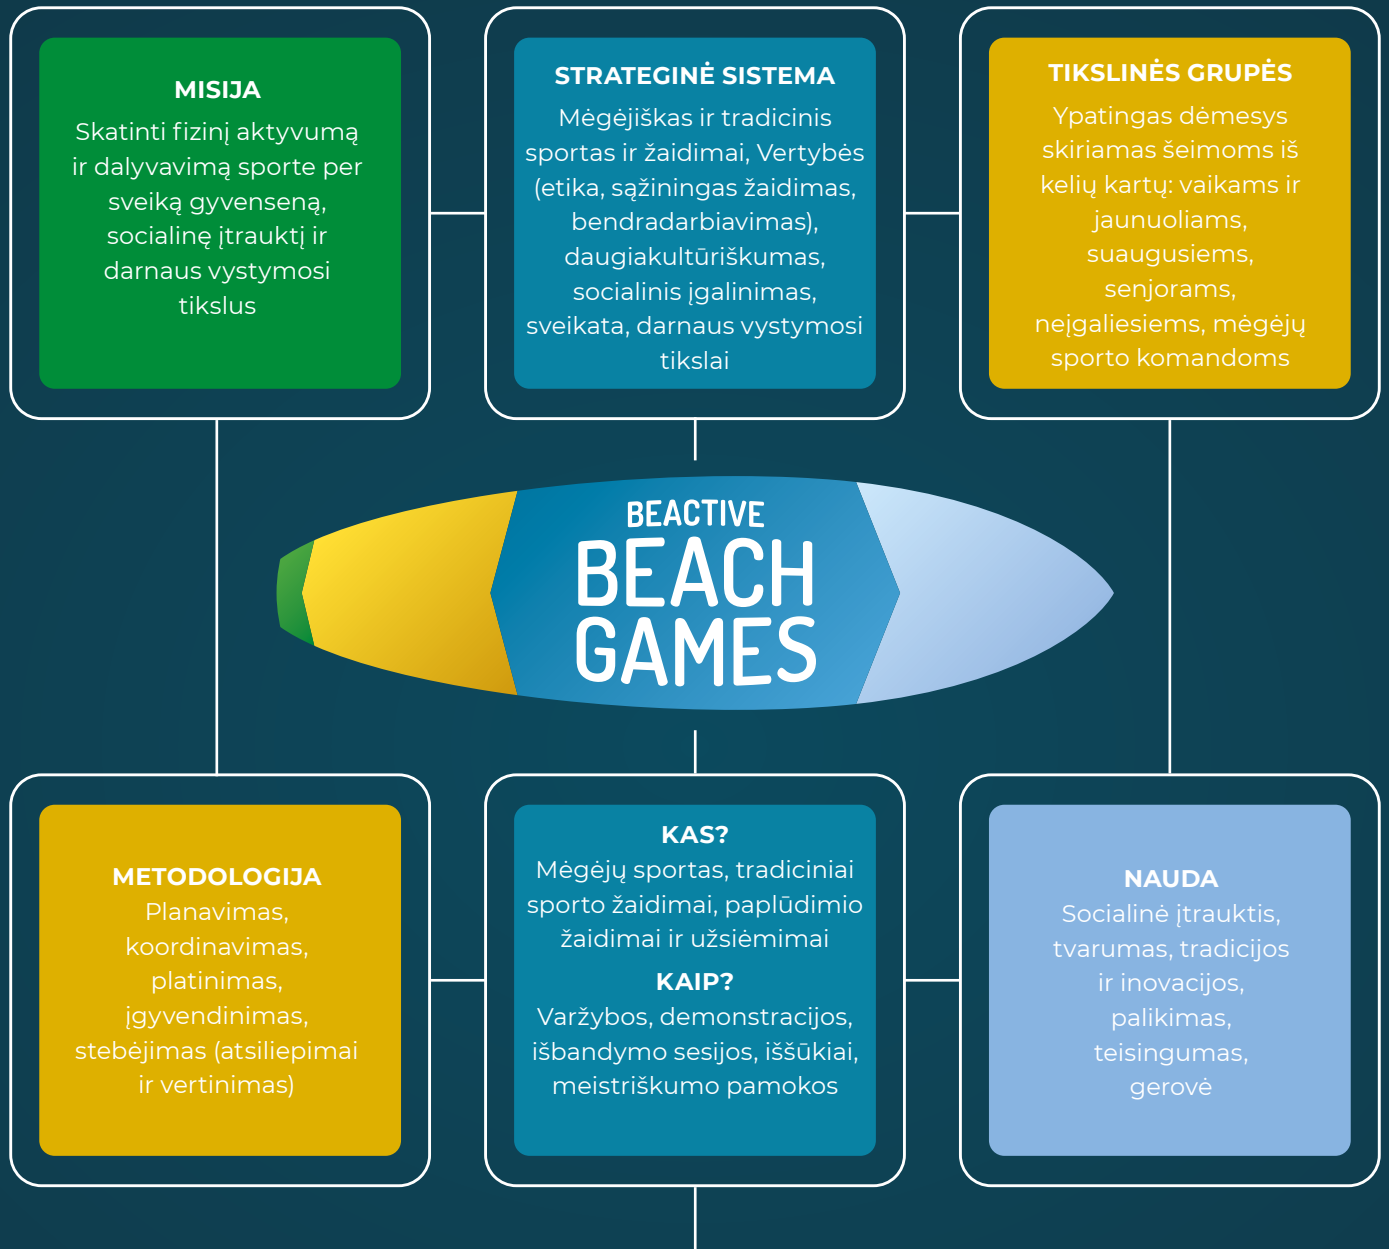 MISIJA
Skatinti fizinį aktyvumą
ir dalyvavimą sporte per
sveiką gyvenseną,
socialinę įtrauktį ir
darnaus vystymosi
tikslus
STRATEGINĖ SISTEMA
Mėgėjiškas ir tradicinis
sportas ir žaidimai, Vertybės
(etika, sąžiningas žaidimas,
bendradarbiavimas),
daugiakultūriškumas,
socialinis įgalinimas,
sveikata, darnaus vystymosi
tikslai
TIKSLINĖS GRUPĖS
Ypatingas dėmesys
skiriamas šeimoms iš
kelių kartų: vaikams ir
jaunuoliams,
suaugusiems,
senjorams,
neįgaliesiems, mėgėjų
sporto komandoms
BEACTIVE
BEACH
GAMES
METODOLOGIJA
Planavimas,
koordinavimas,
platinimas,
įgyvendinimas,
stebėjimas (atsiliepimai
ir vertinimas)
KAS?
Mėgėjų sportas, tradiciniai
sporto žaidimai, paplūdimio
žaidimai ir užsiėmimai
KAIP?
Varžybos, demonstracijos,
išbandymo sesijos, iššūkiai,
meistriškumo pamokos
NAUDA
Socialinė įtrauktis,
tvarumas, tradicijos
ir inovacijos,
palikimas,
teisingumas,
gerovė